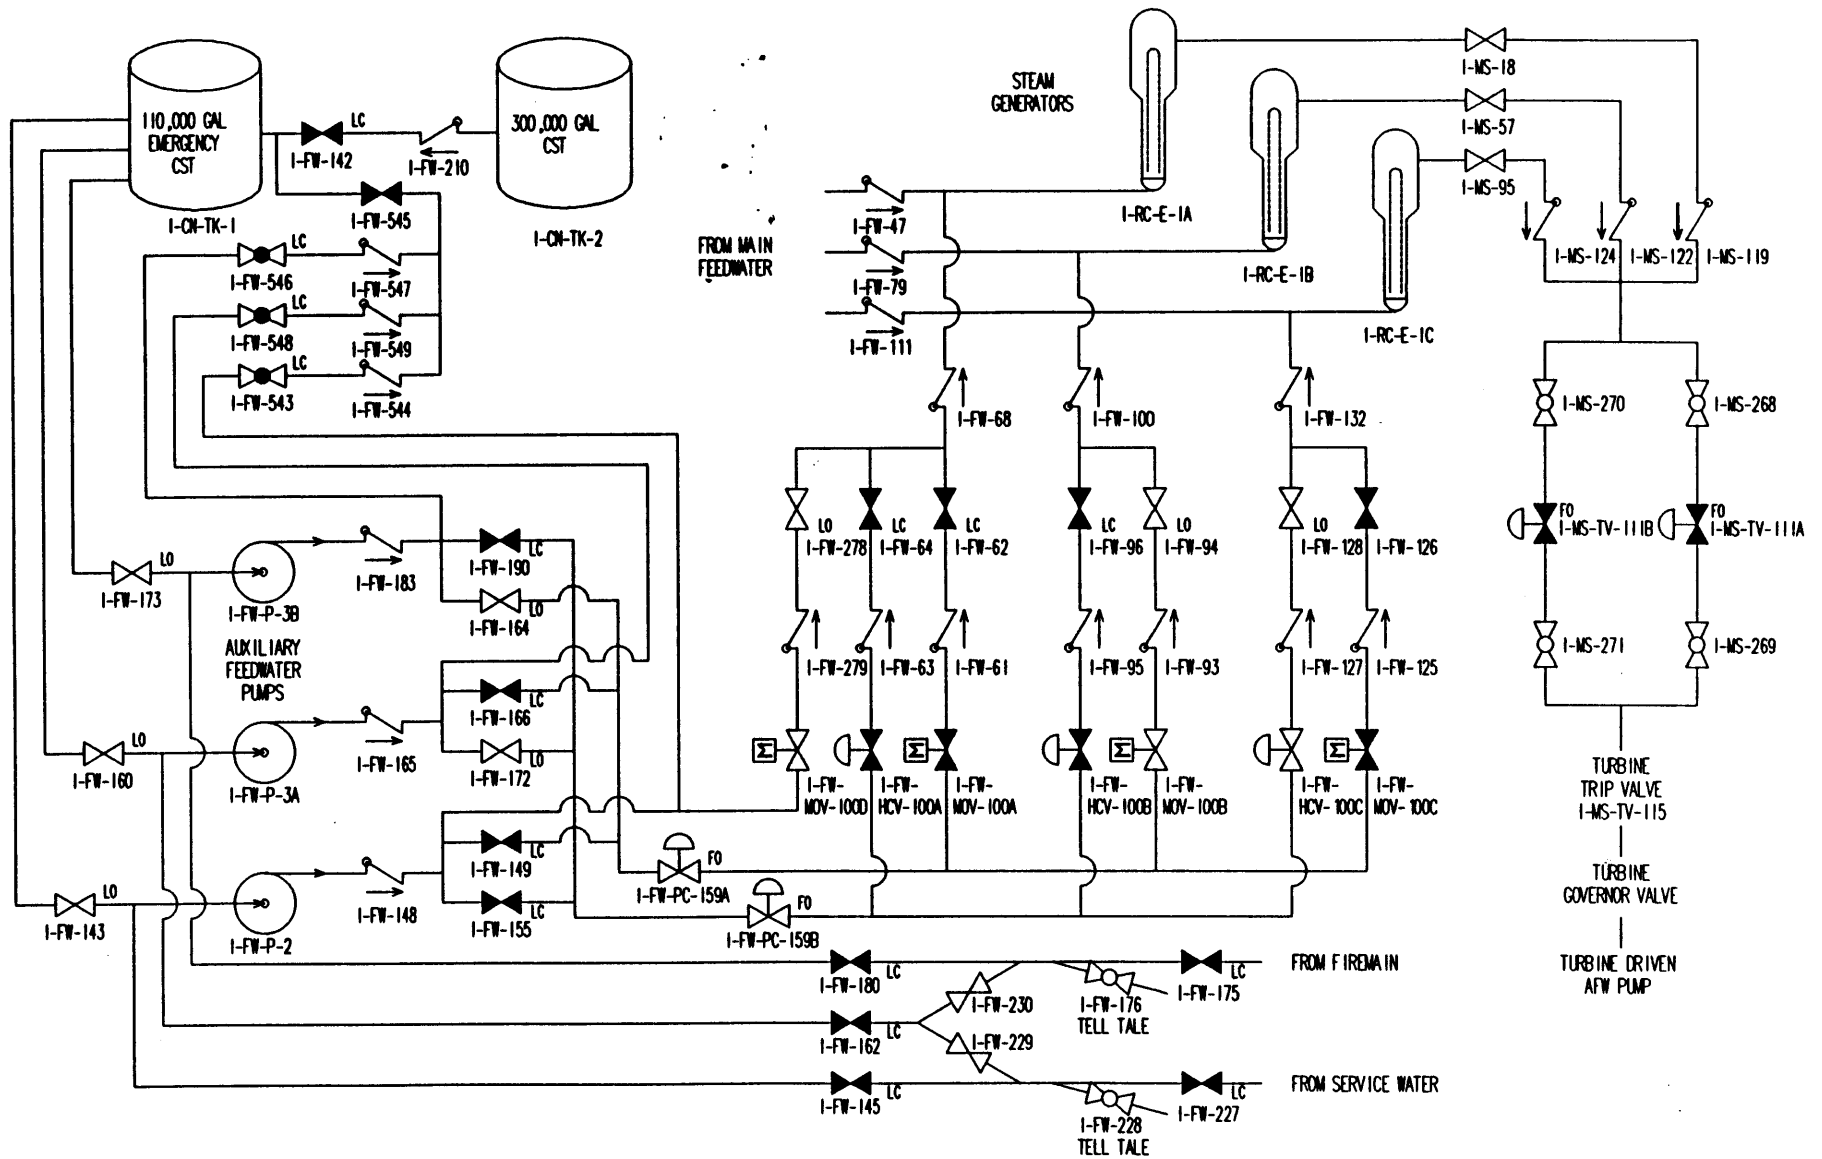 110,000 GAL
EMERGENCY
CST
1-CN-TK-1
LC
1-FW-142
1-FW-210
300,000 GAL
CST
1-CN-TK-2
1-FW-545
LC
1-FW-546
1-FW-547
LC
1-FW-548
1-FW-549
LC
1-FW-543
1-FW-544
STEAM
GENERATORS
1-RC-E-1A
1-RC-E-1B
1-RC-E-1C
FROM MAIN
FEEDWATER
1-FW-47
1-FW-79
1-FW-111
1-MS-18
1-MS-57
1-MS-95
1-MS-124
1-MS-122
1-MS-119
1-FW-68
1-FW-100
1-FW-132
1-MS-270
1-MS-268
LO
1-FW-278
LC
1-FW-64
LC
1-FW-62
LC
1-FW-96
LO
1-FW-94
LO
1-FW-128
1-FW-126
FO
1-MS-TV-111B
FO
1-MS-TV-111A
1-FW-279
1-FW-63
1-FW-61
1-FW-95
1-FW-93
1-FW-127
1-FW-125
1-MS-271
1-MS-269
LO
1-FW-173
1-FW-P-3B
1-FW-183
LC
1-FW-190
LO
1-FW-164
AUXILIARY
FEEDWATER
PUMPS
LO
1-FW-160
1-FW-P-3A
1-FW-165
LC
1-FW-166
LO
1-FW-172
Σ
1-FW-
MOV-100D
1-FW-
HCV-100A
Σ
1-FW-
MOV-100A
1-FW-
HCV-100B
Σ
1-FW-
MOV-100B
1-FW-
HCV-100C
Σ
1-FW-
MOV-100C
TURBINE
TRIP VALVE
1-MS-TV-115
TURBINE
GOVERNOR VALVE
TURBINE DRIVEN
AFW PUMP
LO
1-FW-143
1-FW-P-2
1-FW-148
LC
1-FW-149
LC
1-FW-155
FO
1-FW-PC-159A
FO
1-FW-PC-159B
LC
1-FW-180
1-FW-230
1-FW-176
TELL TALE
LC
1-FW-175
FROM FIREMAIN
LC
1-FW-162
1-FW-229
LC
1-FW-145
1-FW-228
TELL TALE
LC
1-FW-227
FROM SERVICE WATER